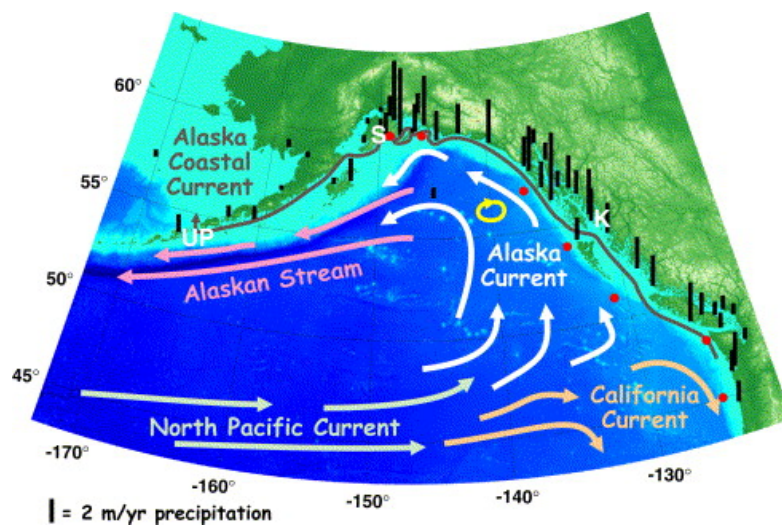 60°
55°
50°
45°
-170°
-160°
-150°
-140°
-130°
Alaska
Coastal
Current
S
K
UP
Alaska
Current
Alaskan Stream
North Pacific Current
California
Current
= 2 m/yr precipitation